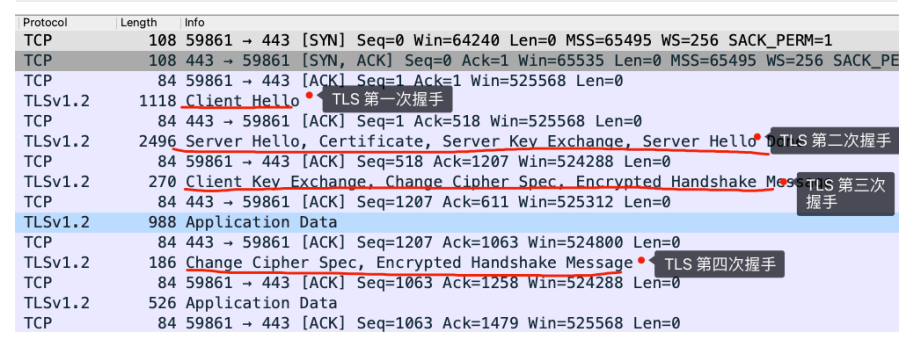 Protocol Length Info
TCP 108 59861 → 443 [SYN] Seq=0 Win=64240 Len=0 MSS=65495 WS=256 SACK_PERM=1
TCP 108 443 → 59861 [SYN, ACK] Seq=0 Ack=1 Win=65535 Len=0 MSS=65495 WS=256 SACK_PE
TCP 84 59861 → 443 [ACK] Seq=1 Ack=1 Win=525568 Len=0
TLSv1.2 1118 Client Hello TLS 第一次握手
TCP 84 443 → 59861 [ACK] Seq=1 Ack=518 Win=525568 Len=0
TLSv1.2 2496 Server Hello, Certificate, Server Key Exchange, Server Hello TLS 第二次握手
TCP 84 59861 → 443 [ACK] Seq=518 Ack=1207 Win=524288 Len=0
TLSv1.2 270 Client Key Exchange, Change Cipher Spec, Encrypted Handshake TLS 第三次
握手
TCP 84 443 → 59861 [ACK] Seq=1207 Ack=611 Win=525312 Len=0
TLSv1.2 988 Application Data
TCP 84 443 → 59861 [ACK] Seq=1207 Ack=1063 Win=524800 Len=0
TLSv1.2 186 Change Cipher Spec, Encrypted Handshake Message TLS 第四次握手
TCP 84 59861 → 443 [ACK] Seq=1063 Ack=1258 Win=524288 Len=0
TLSv1.2 526 Application Data
TCP 84 59861 → 443 [ACK] Seq=1063 Ack=1479 Win=525568 Len=0